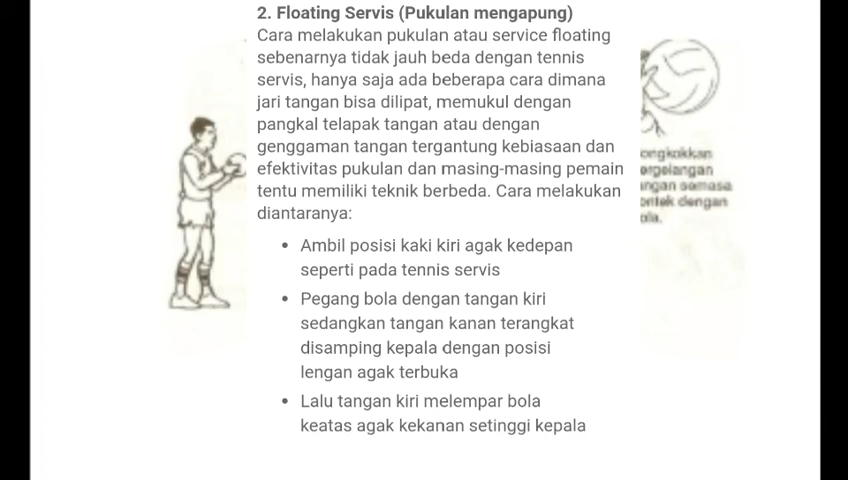 2. Floating Servis (Pukulan mengapung)
Cara melakukan pukulan atau service floating
sebenarnya tidak jauh beda dengan tennis
servis, hanya saja ada beberapa cara dimana
jari tangan bisa dilipat, memukul dengan
pangkal telapak tangan atau dengan
genggaman tangan tergantung kebiasaan dan
efektivitas pukulan dan masing-masing pemain
tentu memiliki teknik berbeda. Cara melakukan
diantaranya:
• Ambil posisi kaki kiri agak kedepan
seperti pada tennis servis
• Pegang bola dengan tangan kiri
sedangkan tangan kanan terangkat
disamping kepala dengan posisi
lengan agak terbuka
• Lalu tangan kiri melempar bola
keatas agak kekanan setinggi kepala
semasa
dengan